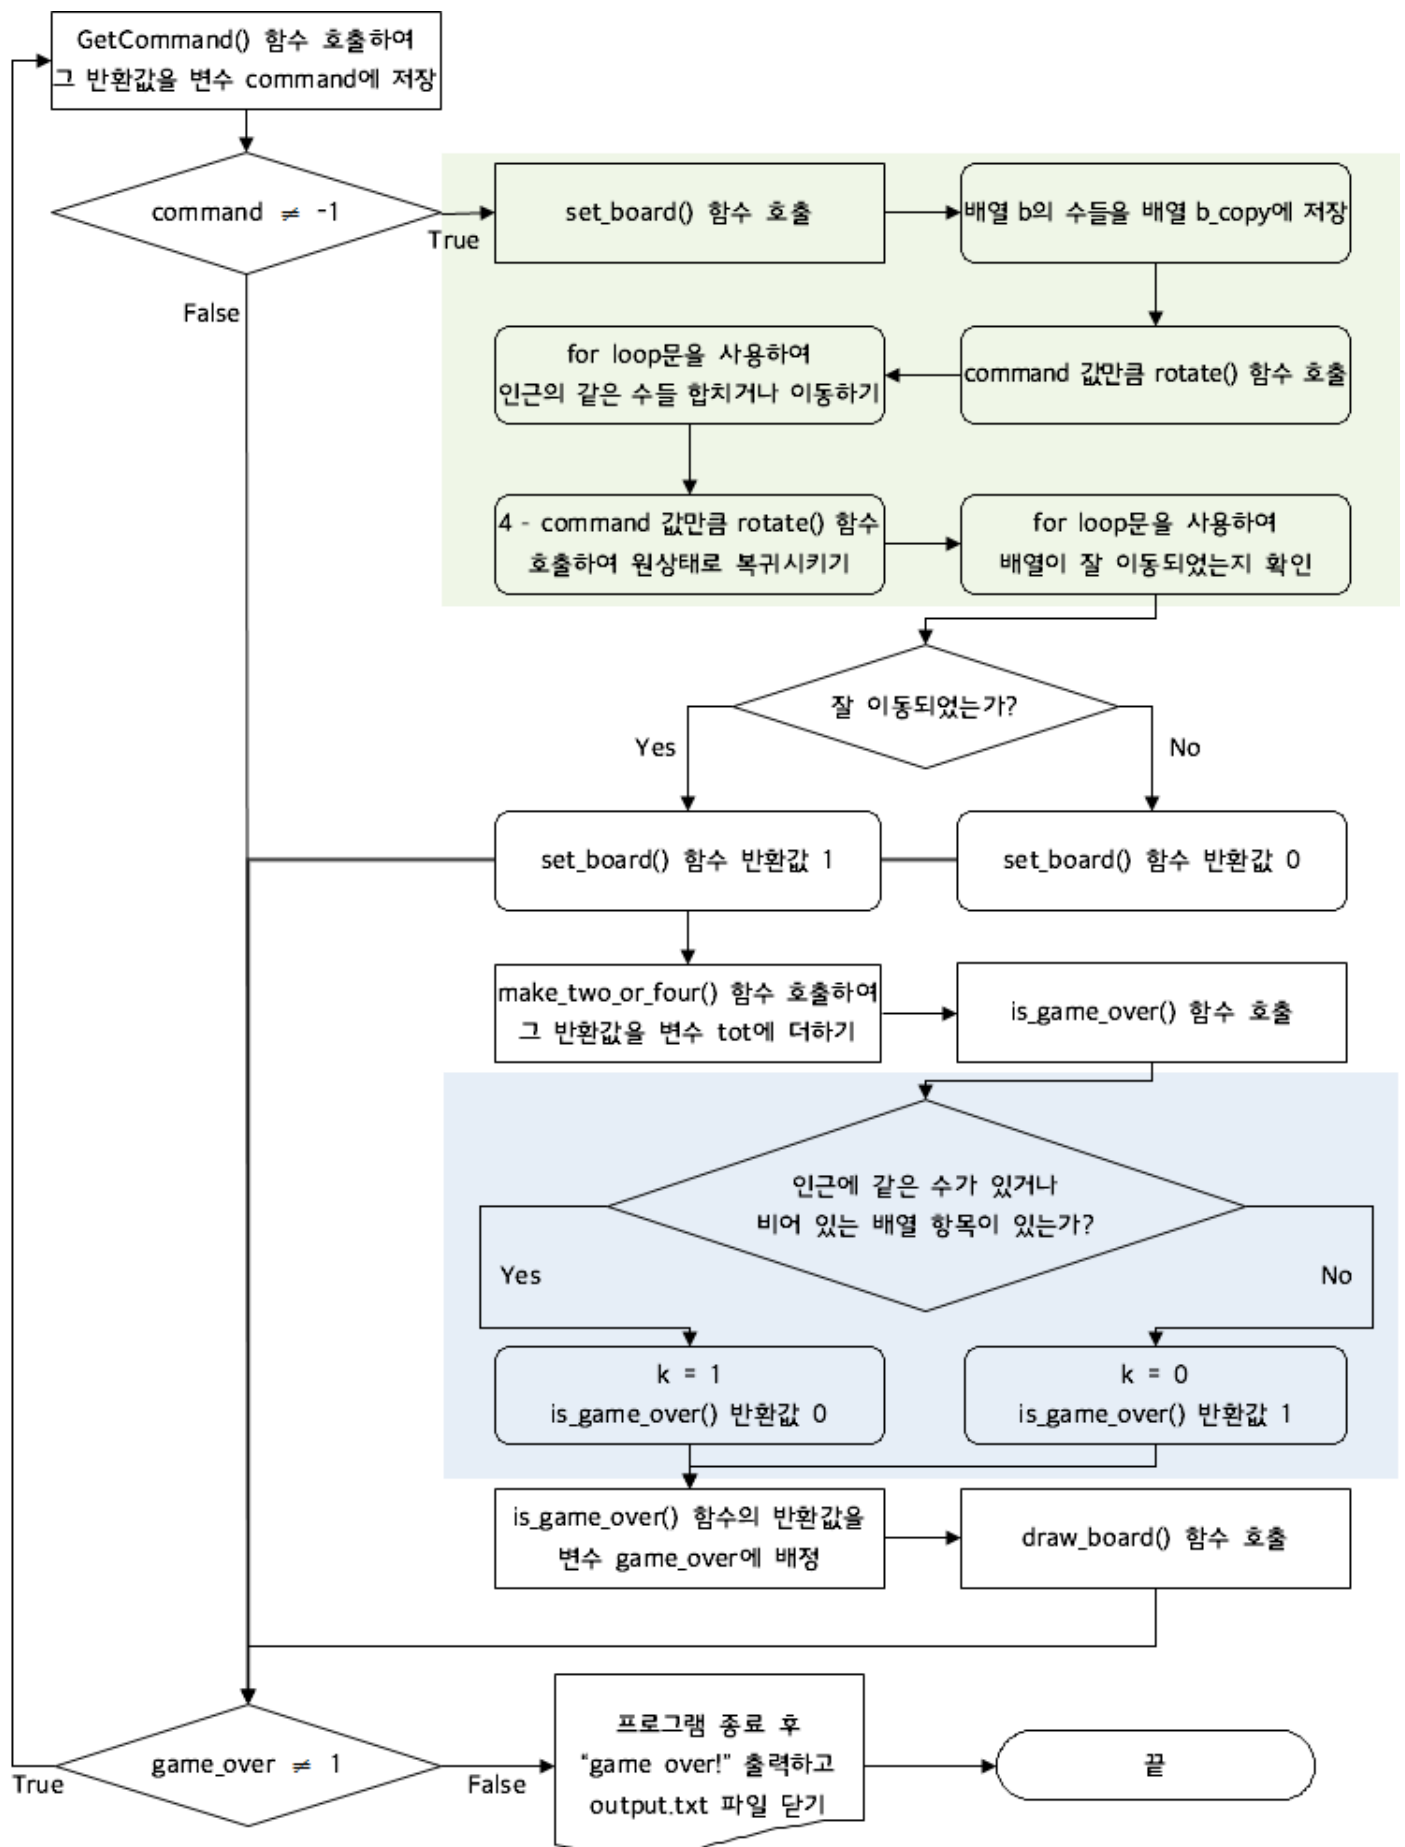 GetCommand() 함수 호출하여
그 반환값을 변수 command에 저장
command ≠ -1
True
False
set_board() 함수 호출
배열 b의 수들을 배열 b_copy에 저장
command 값만큼 rotate() 함수 호출
for loop문을 사용하여
인근의 같은 수들 합치거나 이동하기
4 - command 값만큼 rotate() 함수
호출하여 원상태로 복귀시키기
for loop문을 사용하여
배열이 잘 이동되었는지 확인
잘 이동되었는가?
Yes
No
set_board() 함수 반환값 1
set_board() 함수 반환값 0
make_two_or_four() 함수 호출하여
그 반환값을 변수 tot에 더하기
is_game_over() 함수 호출
인근에 같은 수가 있거나
비어 있는 배열 항목이 있는가?
Yes
No
k = 1
is_game_over() 반환값 0
k = 0
is_game_over() 반환값 1
is_game_over() 함수의 반환값을
변수 game_over에 배정
draw_board() 함수 호출
game_over ≠ 1
True
False
프로그램 종료 후
“game over!” 출력하고
output.txt 파일 닫기
끝